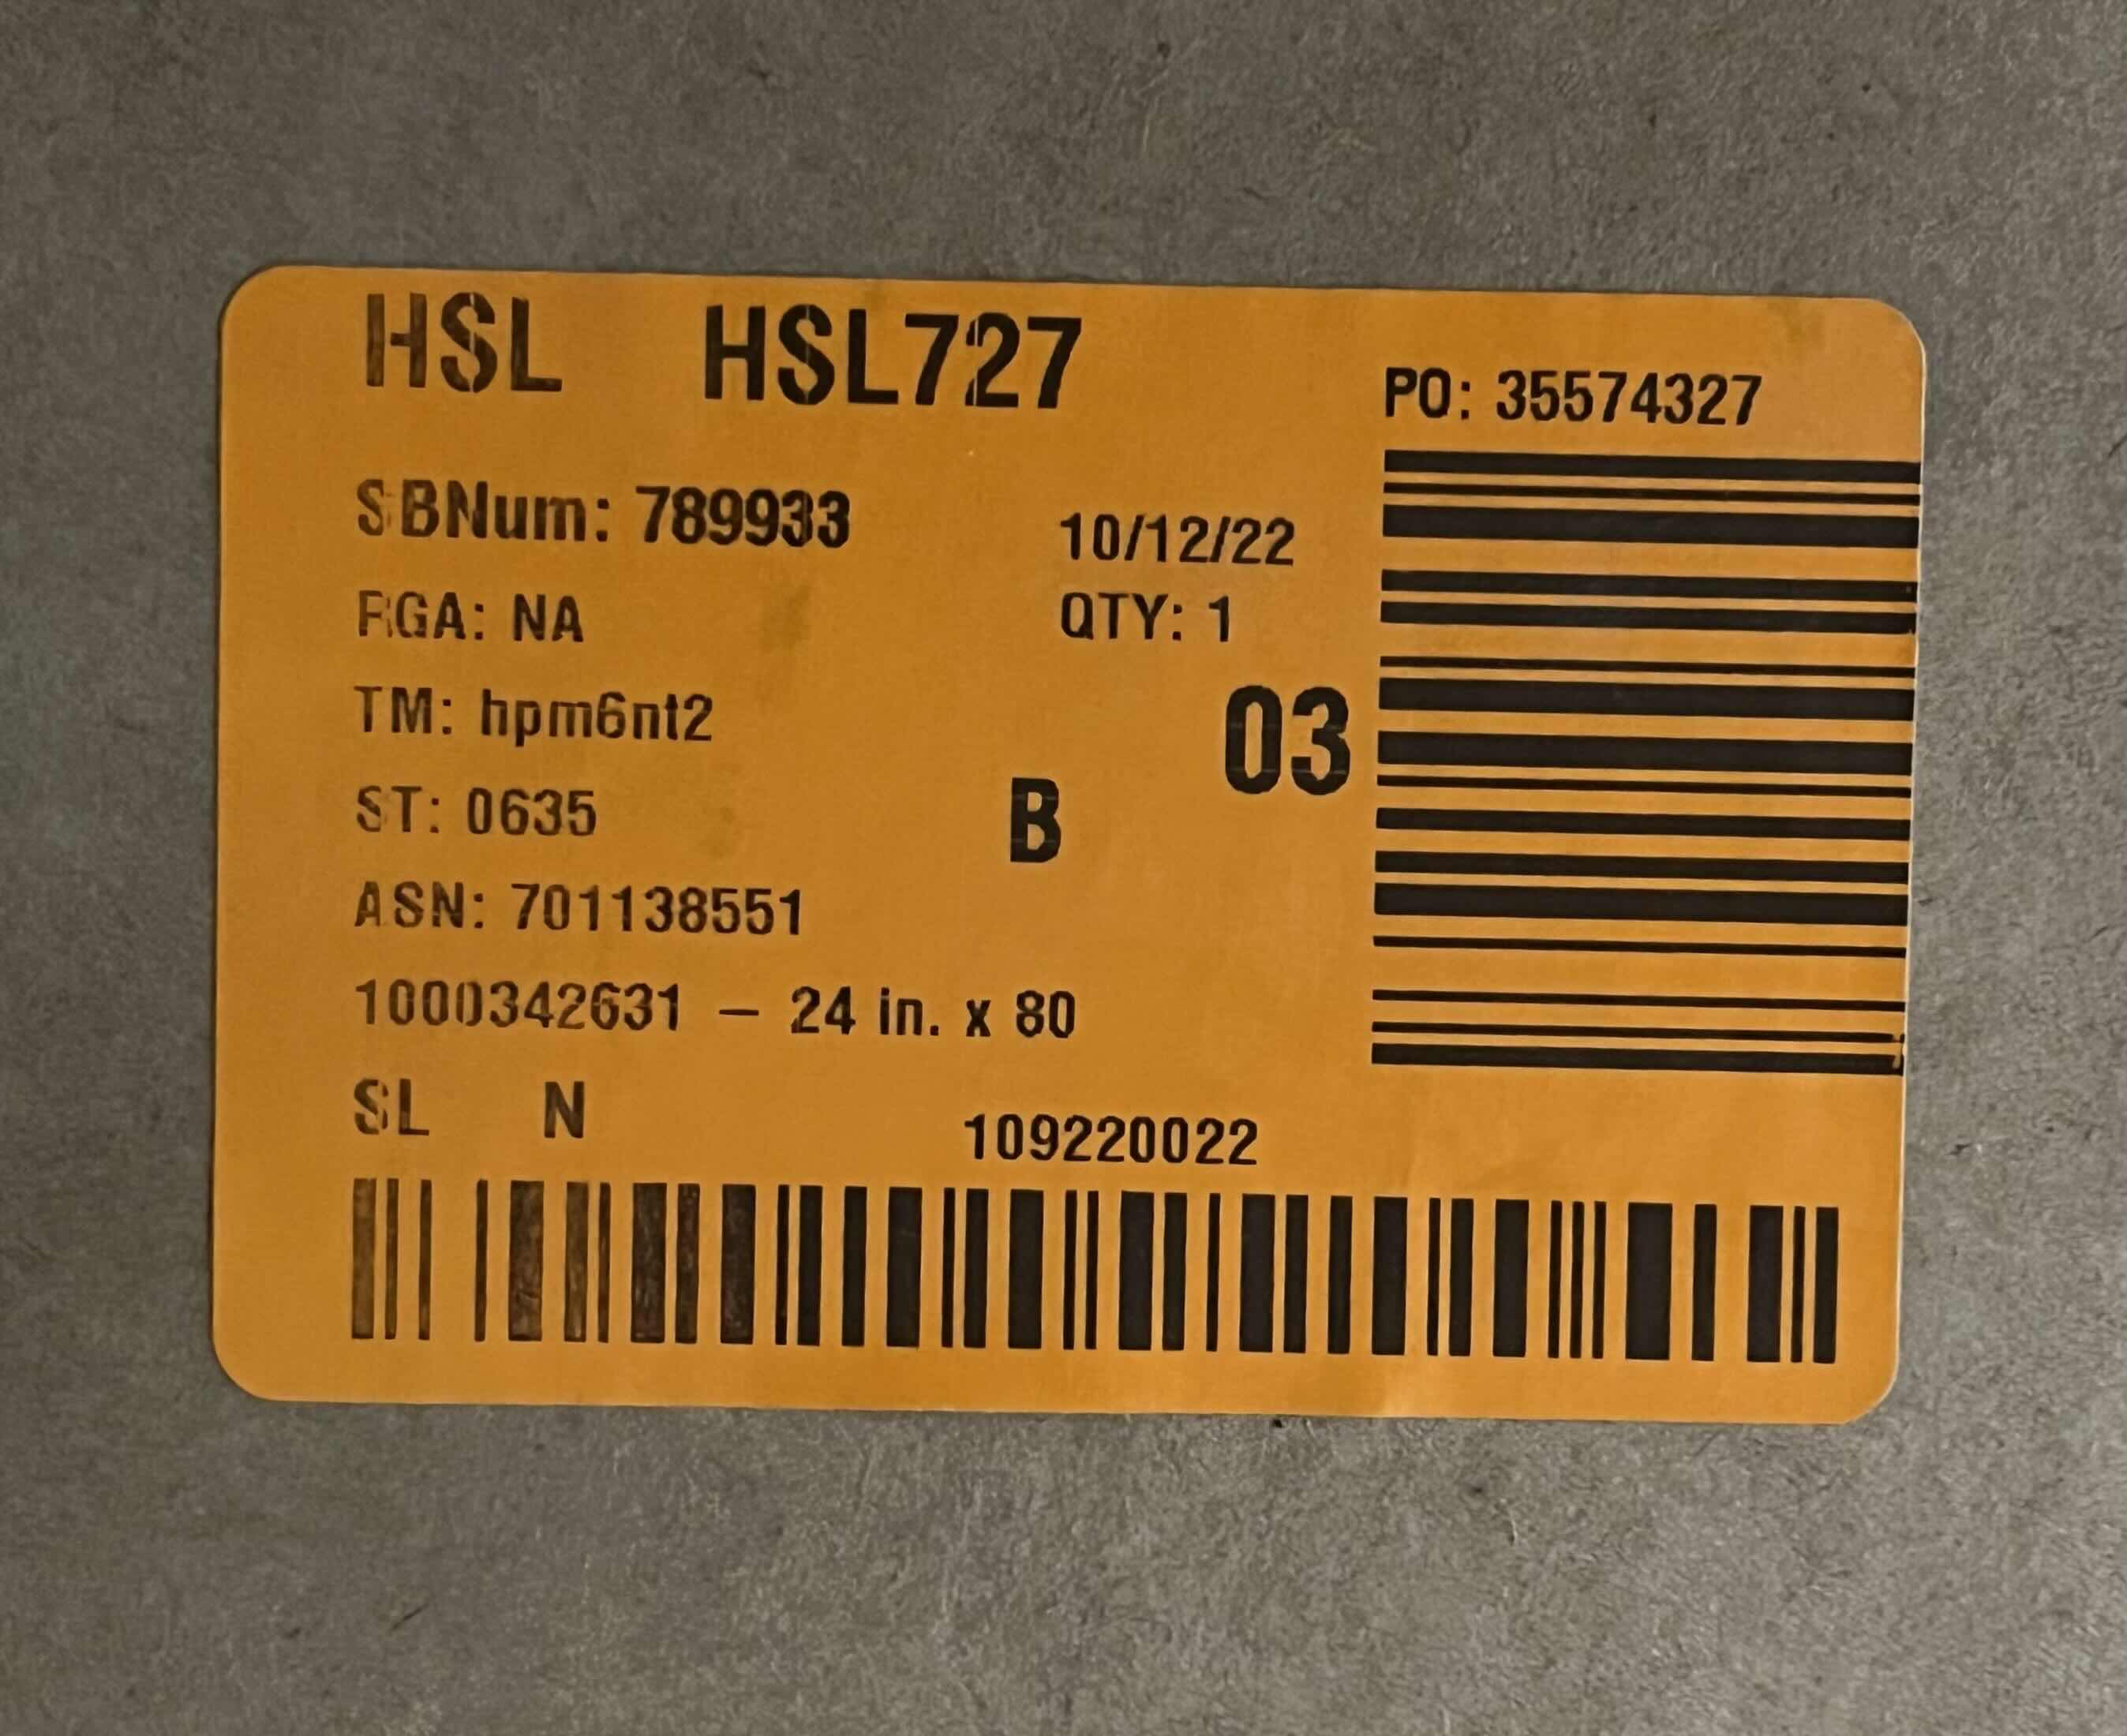 HSL HSL727
PO: 35574327
SBNum: 789933
10/12/22
RGA: NA
QTY: 1
TM: hpm6nt2
03
ST: 0635
B
ASN: 701138551
1000342631 – 24 in. x 80
SL N
109220022